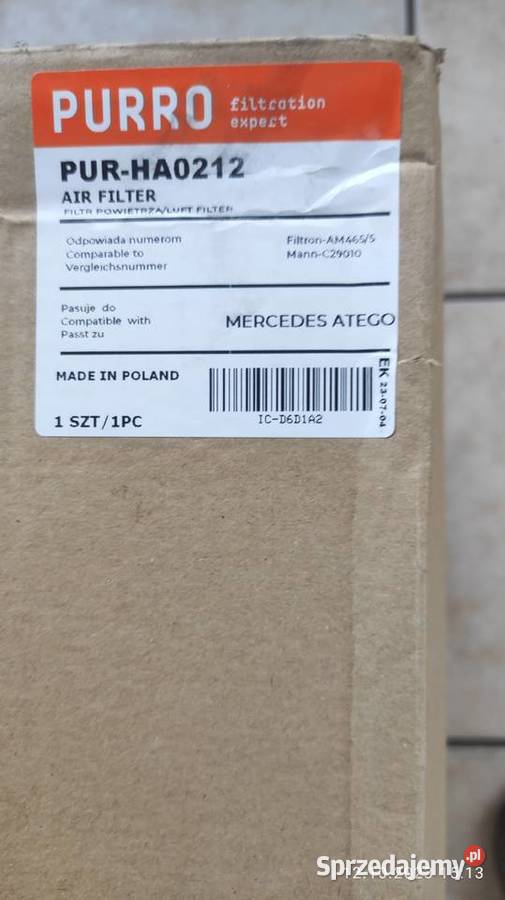 PURRO filtration expert
PUR-HA0212
AIR FILTER
FILTR POWIETRZA/LUFT FILTER
Odpowiada numerom Filtron-AM465/5
Comparable to Mann-C29010
Vergleichsnummer
Pasuje do
Compatible with MERCEDES ATEGO
Passt zu
MADE IN POLAND
1 SZT/1PC
IC-D6D1A2
EK 23-07-04
Sprzedajemy.pl